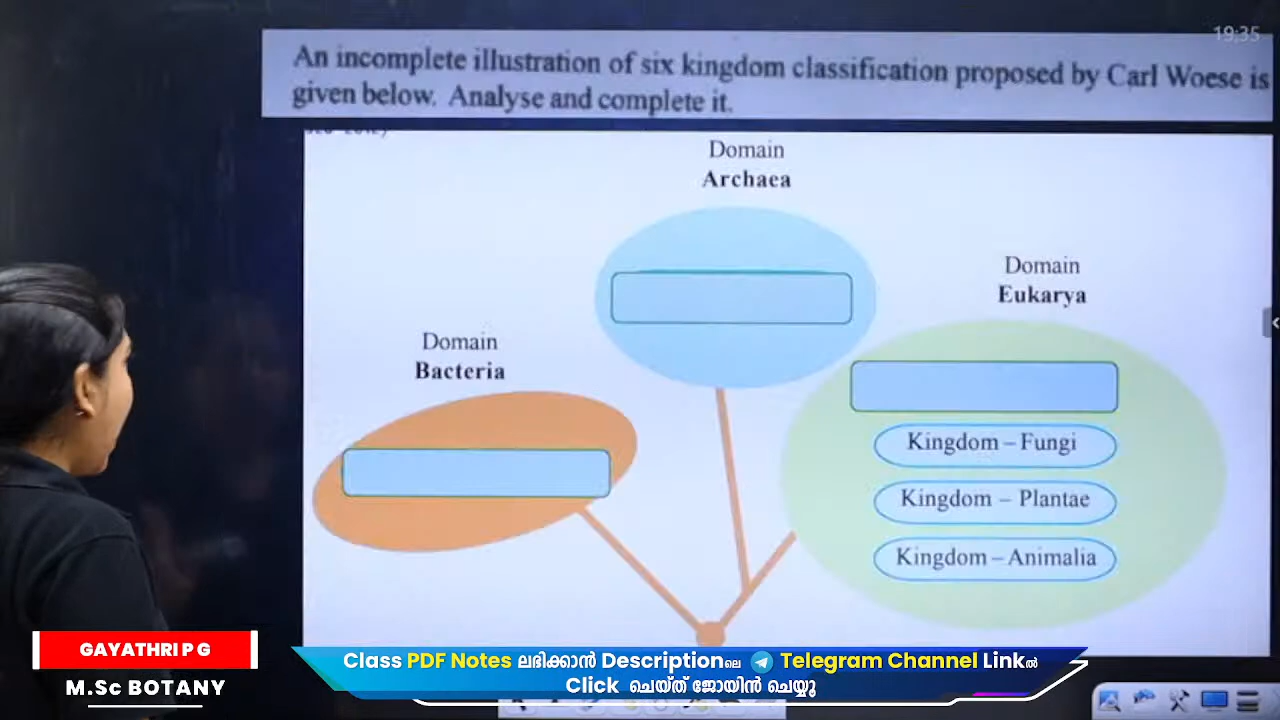 19:35
An incomplete illustration of six kingdom classification proposed by Carl Woese is
given below. Analyse and complete it.
Domain
Archaea
Domain
Eukarya
Domain
Bacteria
Kingdom – Fungi
Kingdom – Plantae
Kingdom – Animalia
GAYATHRI P G
M.Sc BOTANY
Class PDF Notes ലഭിക്കാൻ Descriptionലെ Telegram Channel Linkൽ
Click ചെയ്ത് ജോയിൻ ചെയ്യൂ